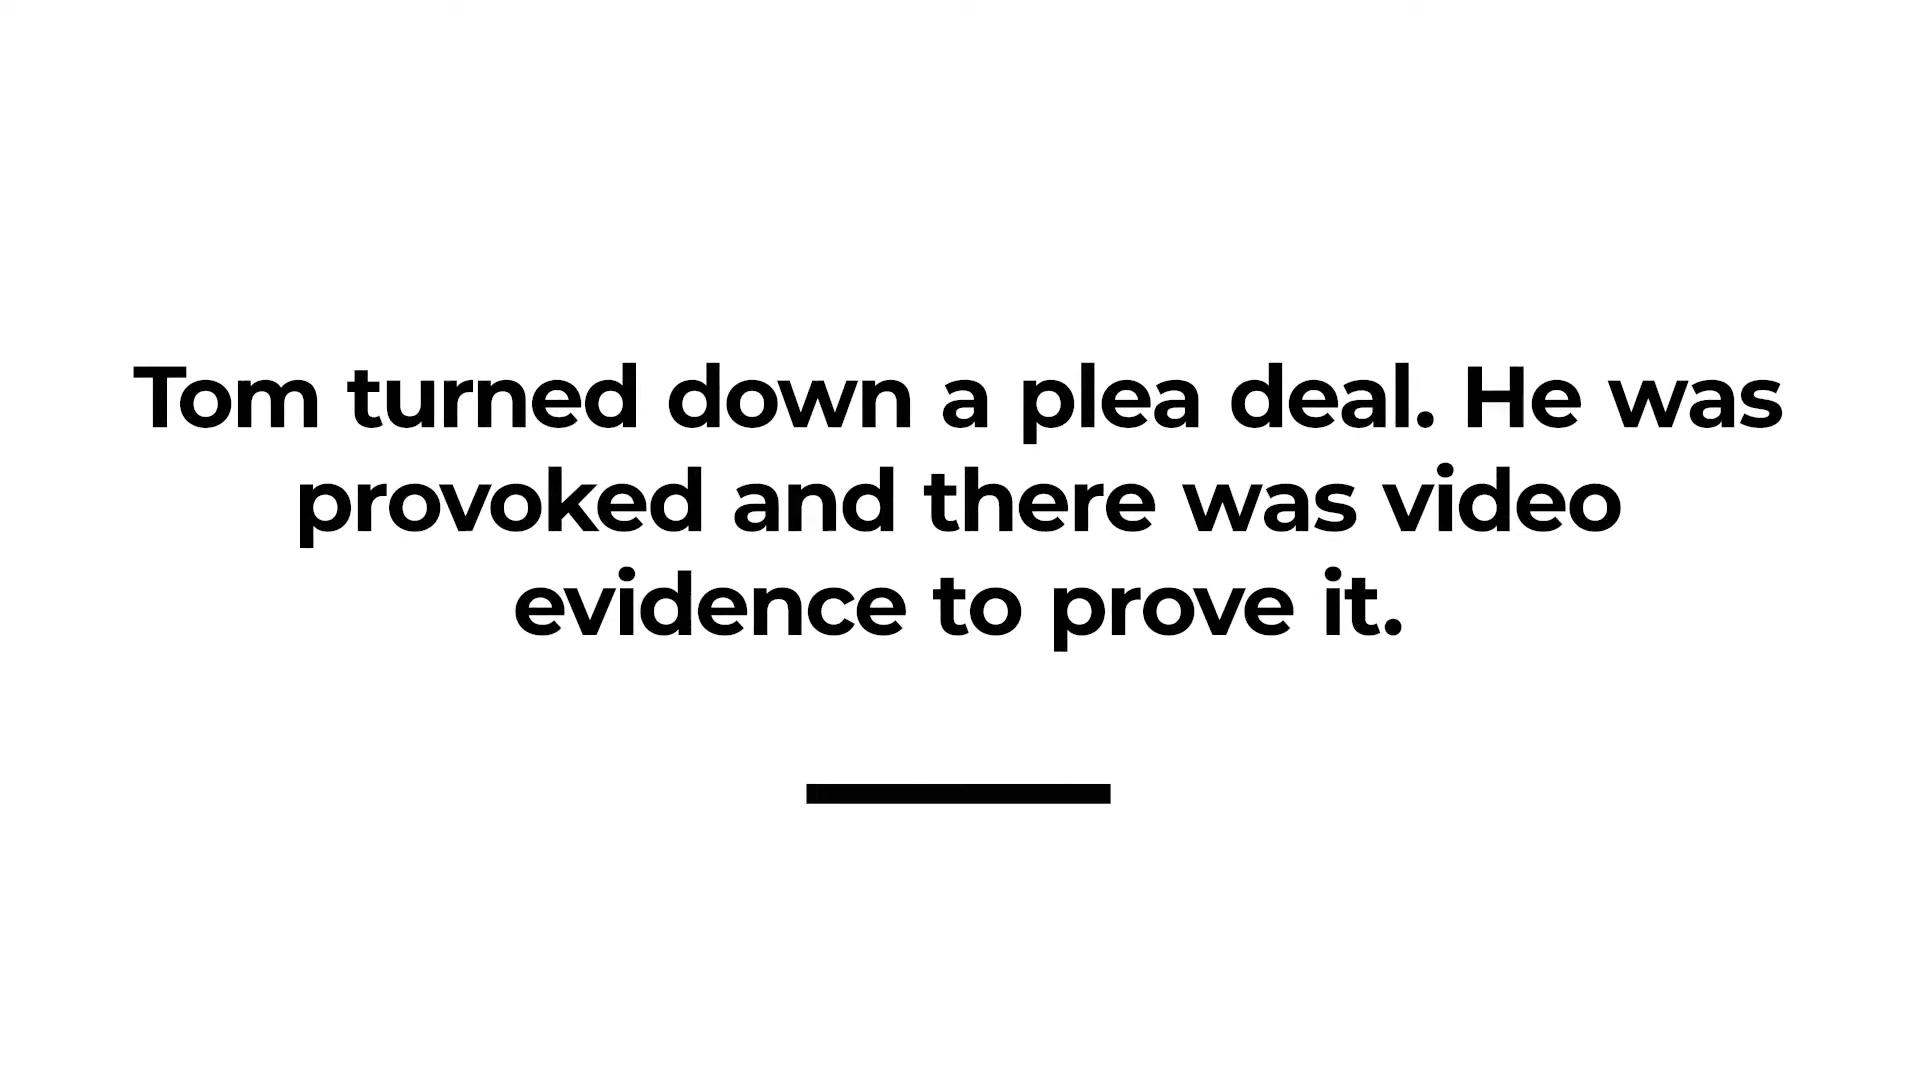 Tom turned down a plea deal. He was
provoked and there was video
evidence to prove it.